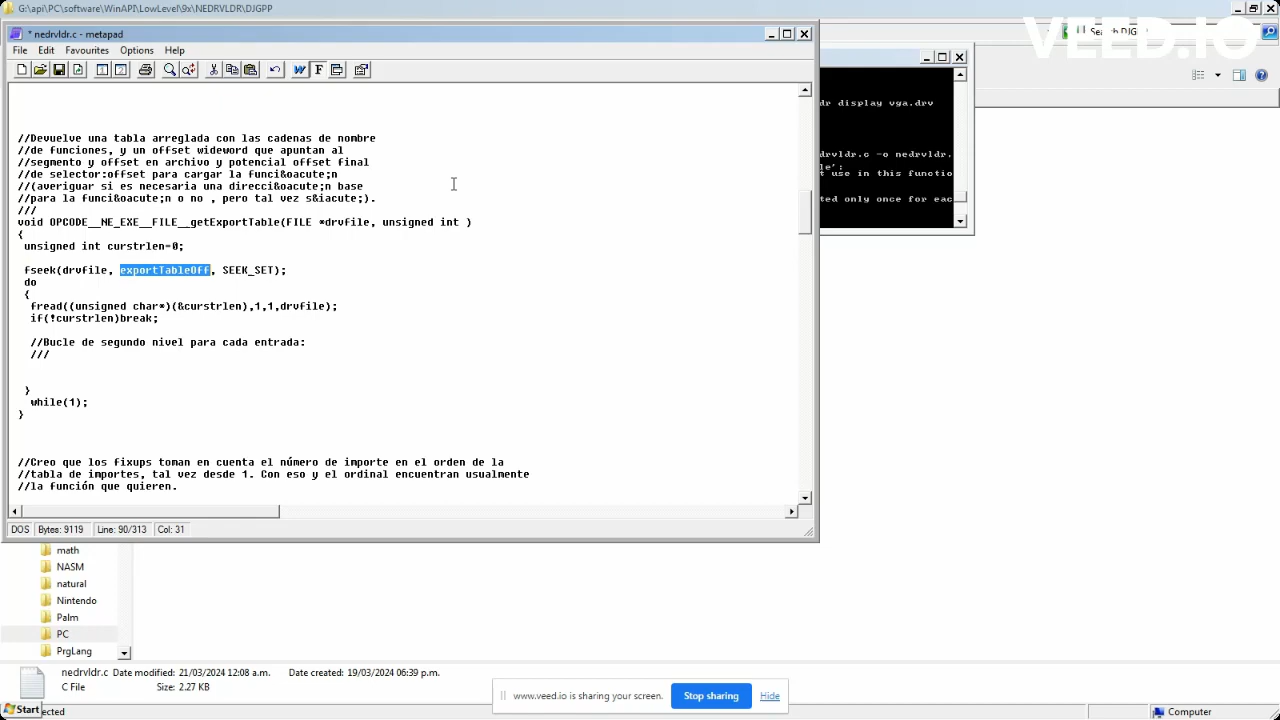 G:\api\PC\software\WinAPI\LowLevel\9x\NEDRVLDR\DJGPP
VEED.IO
Search DJG
* nedrvldr.c - metapad
File Edit Favourites Options Help
//Devuelve una tabla arreglada con las cadenas de nombre
//de funciones, y un offset wideword que apuntan al
//segmento y offset en archivo y potencial offset final
//de selector:offset para cargar la funci&oacute;n
//(averiguar si es necesaria una direcci&oacute;n base
//para la funci&oacute;n o no , pero tal vez s&iacute;).
///
void OPCODE__NE_EXE__FILE__getExportTable(FILE *drvfile, unsigned int )
{
unsigned int curstrlen=0;
fseek(drvfile, exportTableOff, SEEK_SET);
do
{
fread((unsigned char*)(&curstrlen),1,1,drvfile);
if(!curstrlen)break;
//Bucle de segundo nivel para cada entrada:
///
}
while(1);
}
//Creo que los fixups toman en cuenta el número de importe en el orden de la
//tabla de importes, tal vez desde 1. Con eso y el ordinal encuentran usualmente
//la función que quieren.
DOS Bytes: 9119 Line: 90/313 Col: 31
dr display vga.drv
drvldr.c -o nedrvldr.
le':
t use in this functio
ted only once for eac
math
NASM
natural
Nintendo
Palm
PC
PrgLang
nedrvldr.c Date modified: 21/03/2024 12:08 a.m. Date created: 19/03/2024 06:39 p.m.
C File Size: 2.27 KB
www.veed.io is sharing your screen. Stop sharing Hide
Start ected Computer